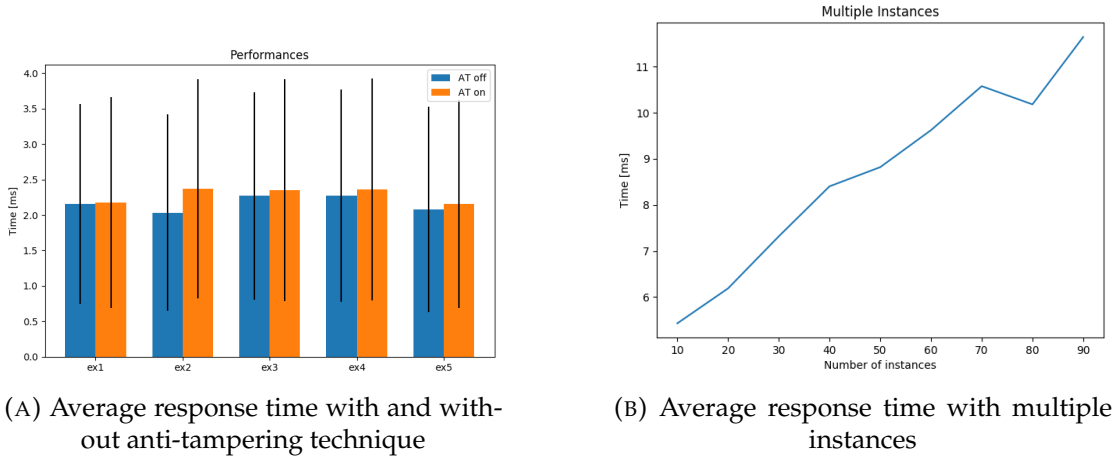 Performances
4.0
3.5
3.0
2.5
2.0
1.5
1.0
0.5
0.0
Time [ms]
AT off
AT on
ex1 ex2 ex3 ex4 ex5
(A) Average response time with and with-
out anti-tampering technique
Multiple Instances
11
10
9
8
7
6
Time [ms]
10 20 30 40 50 60 70 80 90
Number of instances
(B) Average response time with multiple
instances